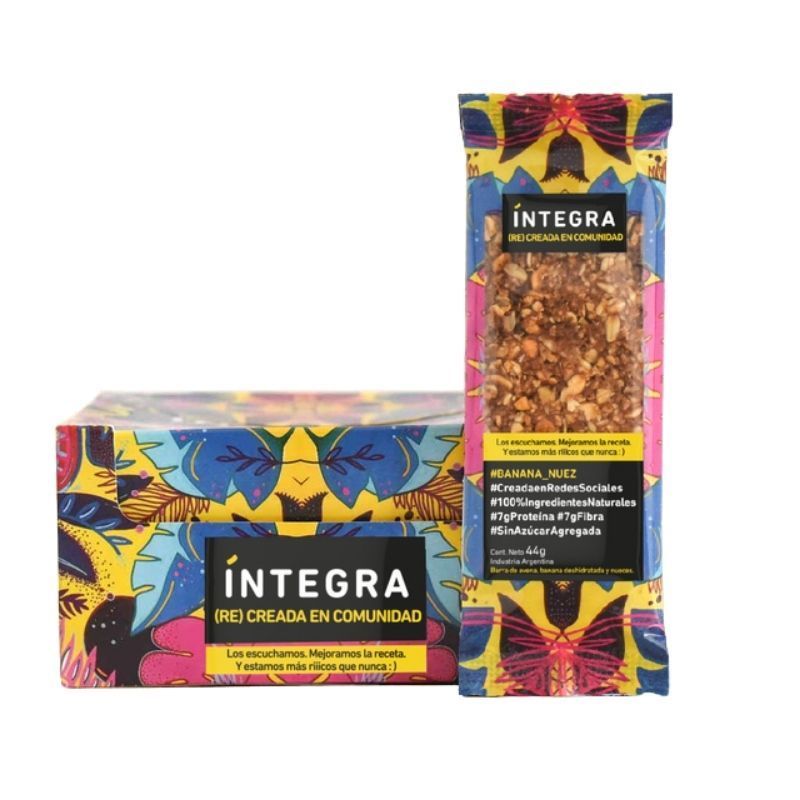 ÍNTEGRA
(RE) CREADA EN COMUNIDAD
Los escuchamos. Mejoramos la receta.
Y estamos más riiicos que nunca : )
ÍNTEGRA
(RE) CREADA EN COMUNIDAD
Los escuchamos. Mejoramos la receta.
Y estamos más riiicos que nunca : )
#BANANA_NUEZ
#CreadaenRedesSociales
#100%IngredientesNaturales
#7gProteína #7gFibra
#SinAzúcarAgregada
Cont. Neto 44g
Industria Argentina
Barra de avena, banana deshidratada y nueces.